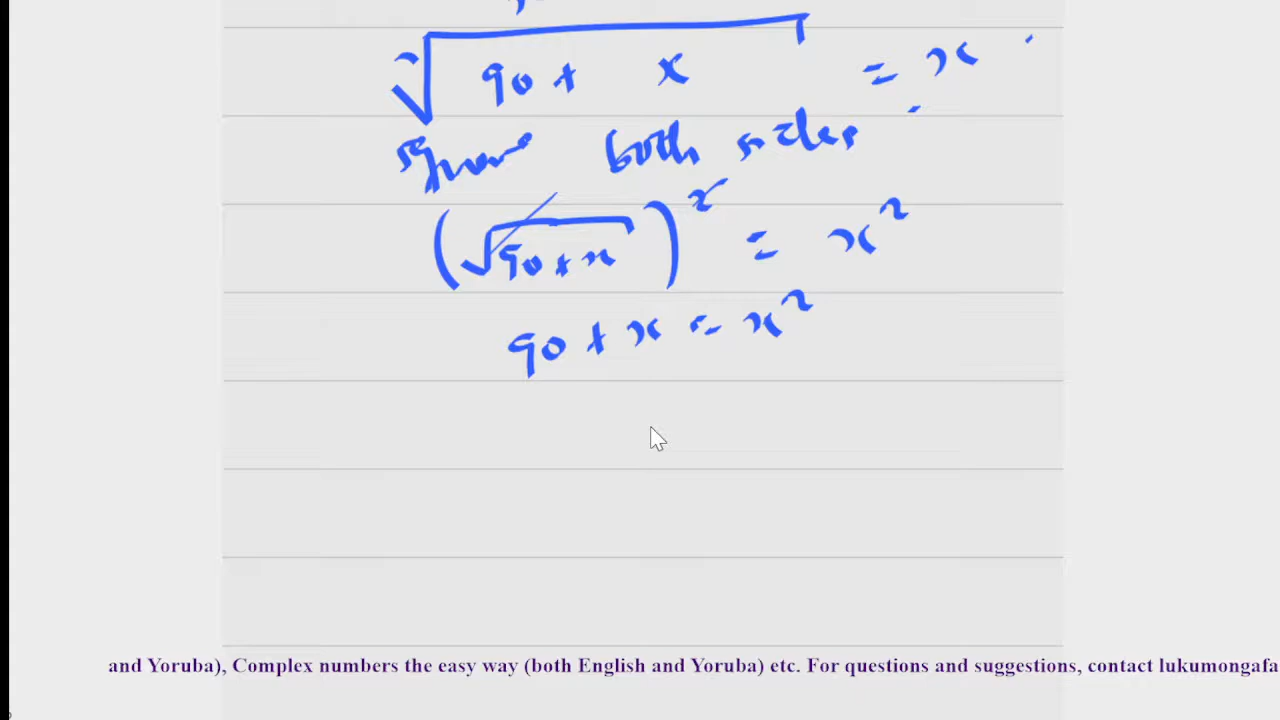 √90 + x = x
square both sides
(√90 + x)² = x²
90 + x = x²
and Yoruba), Complex numbers the easy way (both English and Yoruba) etc. For questions and suggestions, contact lukumongafa